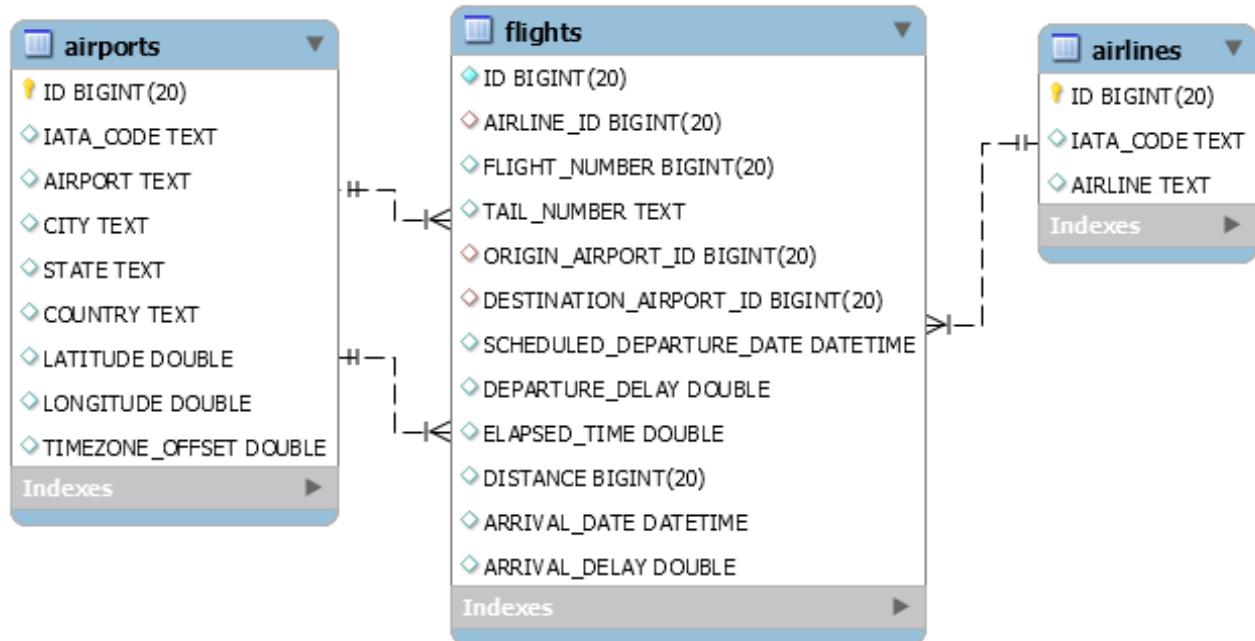 airports
ID BIGINT(20)
IATA_CODE TEXT
AIRPORT TEXT
CITY TEXT
STATE TEXT
COUNTRY TEXT
LATITUDE DOUBLE
LONGITUDE DOUBLE
TIMEZONE_OFFSET DOUBLE
Indexes
flights
ID BIGINT(20)
AIRLINE_ID BIGINT(20)
FLIGHT_NUMBER BIGINT(20)
TAIL_NUMBER TEXT
ORIGIN_AIRPORT_ID BIGINT(20)
DESTINATION_AIRPORT_ID BIGINT(20)
SCHEDULED_DEPARTURE_DATE DATETIME
DEPARTURE_DELAY DOUBLE
ELAPSED_TIME DOUBLE
DISTANCE BIGINT(20)
ARRIVAL_DATE DATETIME
ARRIVAL_DELAY DOUBLE
Indexes
airlines
ID BIGINT(20)
IATA_CODE TEXT
AIRLINE TEXT
Indexes